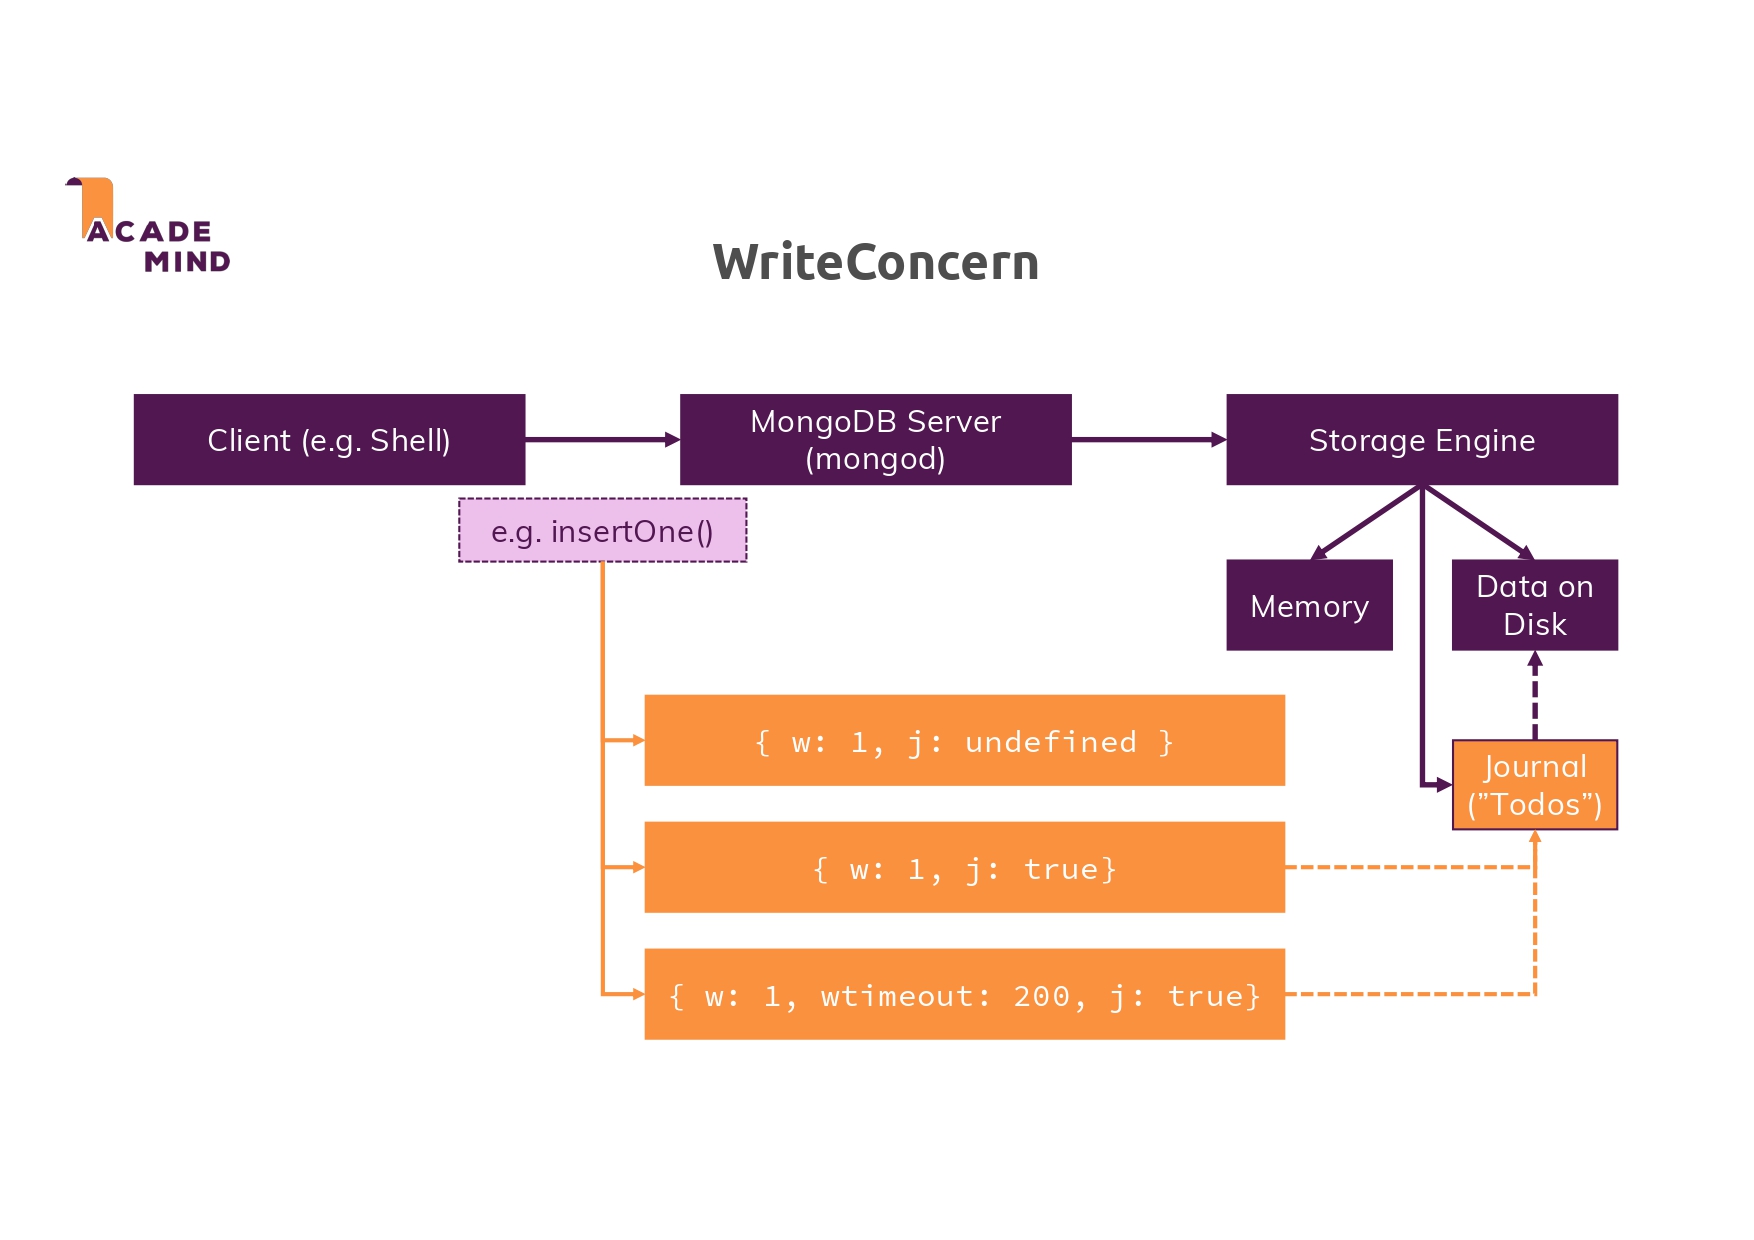 ACADE
MIND
WriteConcern
Client (e.g. Shell)
MongoDB Server
(mongod)
Storage Engine
e.g. insertOne()
Memory
Data on
Disk
{ w: 1, j: undefined }
Journal
(”Todos”)
{ w: 1, j: true}
{ w: 1, wtimeout: 200, j: true}